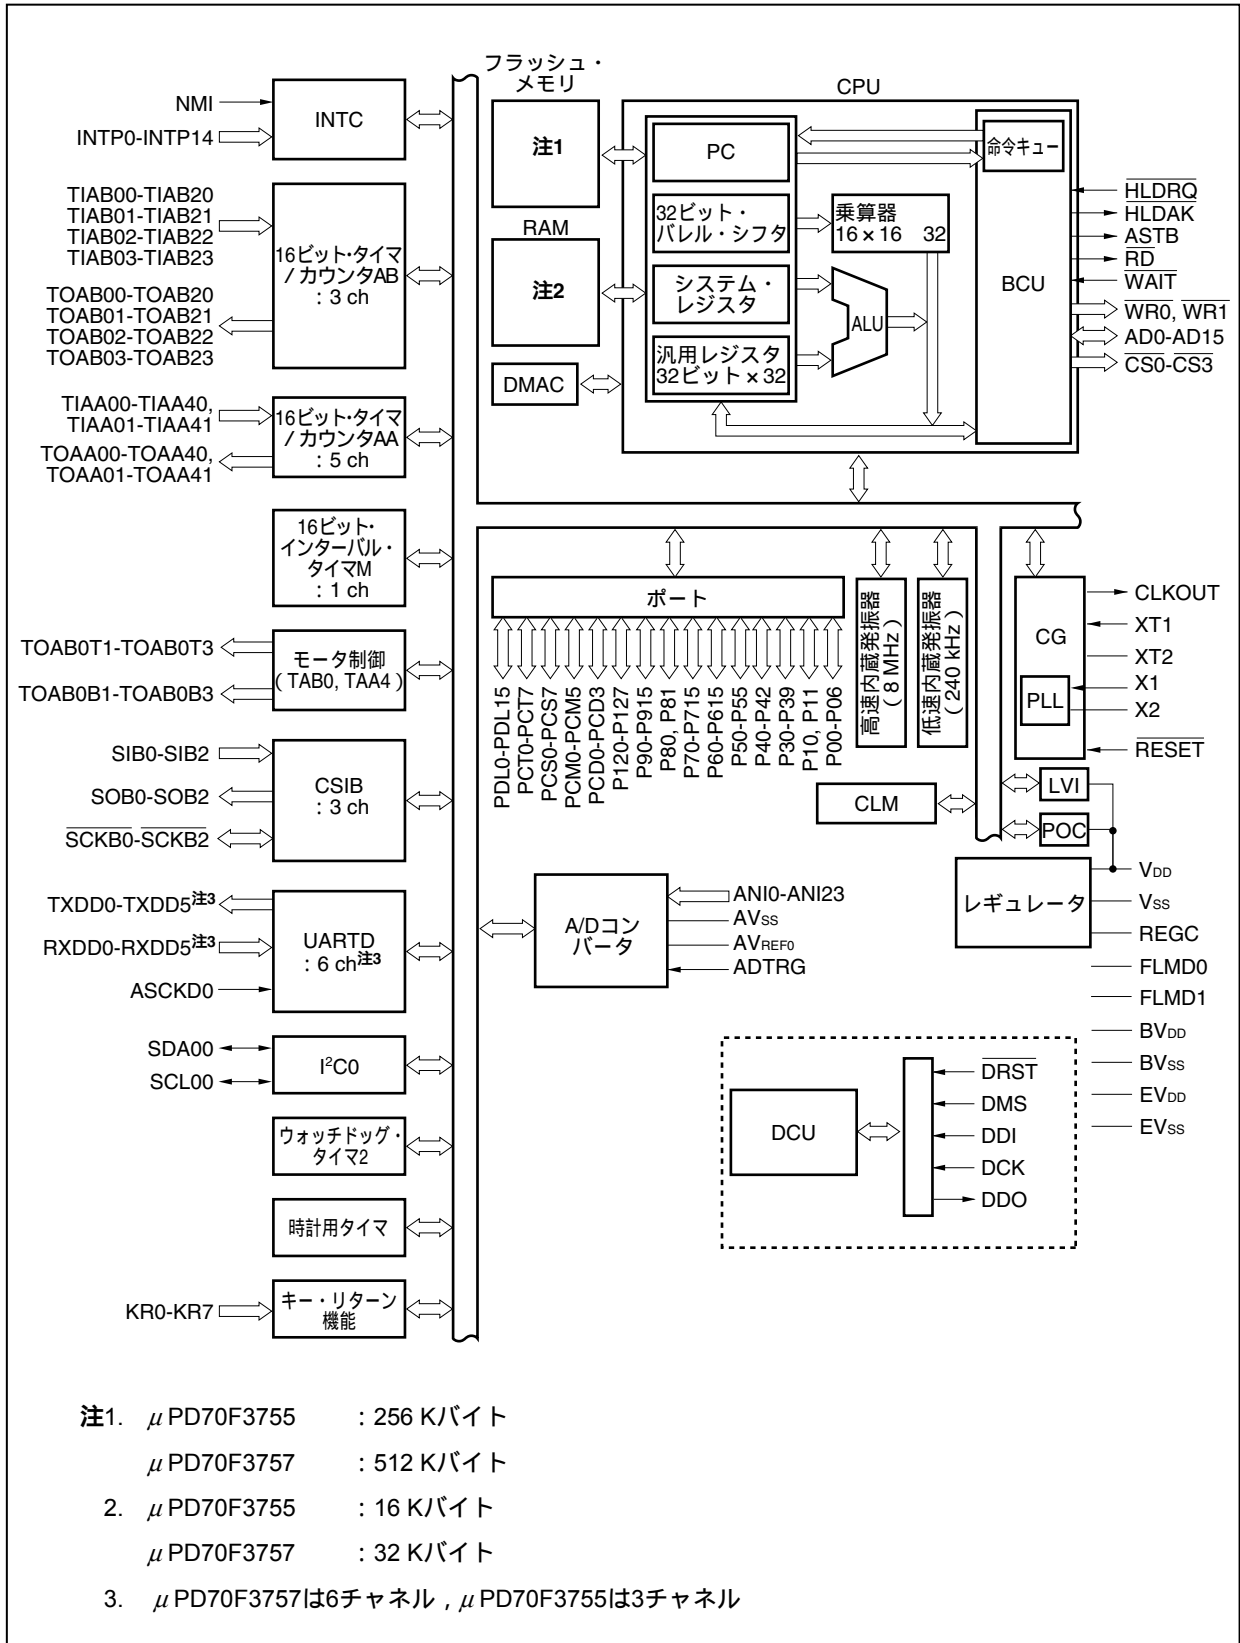 フラッシュ・
メモリ
CPU
NMI
INTP0-INTP14
INTC
注1
PC
命令キュー
TIAB00-TIAB20
TIAB01-TIAB21
TIAB02-TIAB22
TIAB03-TIAB23
TOAB00-TOAB20
TOAB01-TOAB21
TOAB02-TOAB22
TOAB03-TOAB23
16ビット・タイマ
/ カウンタAB
: 3 ch
RAM
注2
32ビット・
バレル・シフタ
乗算器
16 × 16 32
システム・
レジスタ
ALU
汎用レジスタ
32ビット × 32
BCU
HLDRQ
HLDAK
ASTB
RD
WAIT
WR0, WR1
AD0-AD15
CS0-CS3
DMAC
TIAA00-TIAA40,
TIAA01-TIAA41
TOAA00-TOAA40,
TOAA01-TOAA41
16ビット・タイマ
/ カウンタAA
: 5 ch
16ビット・
インターバル・
タイマM
: 1 ch
ポート
PDL0-PDL15
PCT0-PCT7
PCS0-PCS7
PCM0-PCM5
PCD0-PCD3
P120-P127
P90-P915
P80, P81
P70-P715
P60-P615
P50-P55
P40-P42
P30-P39
P10, P11
P00-P06
高速内蔵発振器
( 8 MHz )
低速内蔵発振器
( 240 kHz )
CG
PLL
CLKOUT
XT1
XT2
X1
X2
RESET
TOAB0T1-TOAB0T3
TOAB0B1-TOAB0B3
モータ制御
( TAB0, TAA4 )
SIB0-SIB2
SOB0-SOB2
SCKB0-SCKB2
CSIB
: 3 ch
CLM
LVI
POC
レギュレータ
VDD
VSS
REGC
FLMD0
FLMD1
BVDD
BVSS
EVDD
EVSS
TXDD0-TXDD5注3
RXDD0-RXDD5注3
ASCKD0
UARTD
: 6 ch注3
A/Dコン
バータ
ANI0-ANI23
AVSS
AVREF0
ADTRG
SDA00
SCL00
I²C0
DCU
DRST
DMS
DDI
DCK
DDO
ウォッチドッグ・
タイマ2
時計用タイマ
KR0-KR7
キー・リターン
機能
注1. μ PD70F3755 : 256 Kバイト
μ PD70F3757 : 512 Kバイト
2. μ PD70F3755 : 16 Kバイト
μ PD70F3757 : 32 Kバイト
3. μ PD70F3757は6チャネル , μ PD70F3755は3チャネル